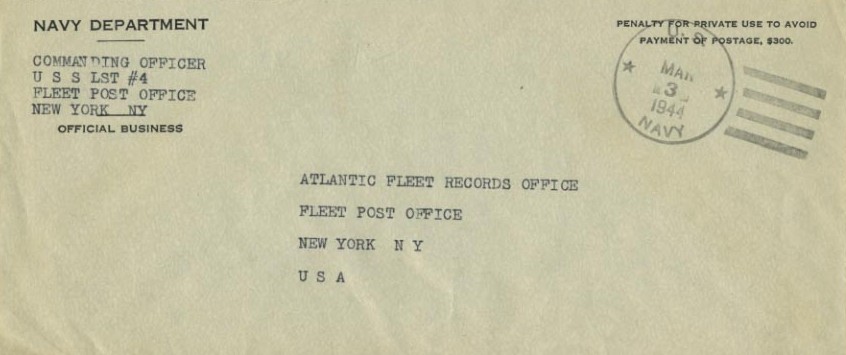 NAVY DEPARTMENT
COMMANDING OFFICER
U S S LST #4
FLEET POST OFFICE
NEW YORK NY
OFFICIAL BUSINESS
PENALTY FOR PRIVATE USE TO AVOID
PAYMENT OF POSTAGE, $300.
U. S.
MAR
3
1944
NAVY
ATLANTIC FLEET RECORDS OFFICE
FLEET POST OFFICE
NEW YORK N Y
U S A